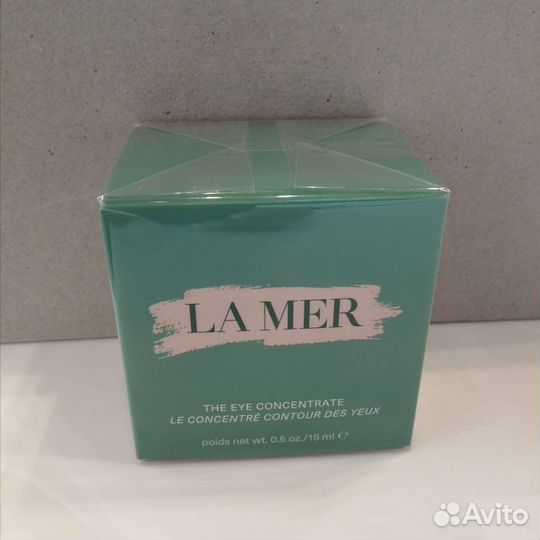 LA MER
THE EYE CONCENTRATE
LE CONCENTRÉ CONTOUR DES YEUX
poids net wt. 0.5 oz./15 ml ℮
Avito